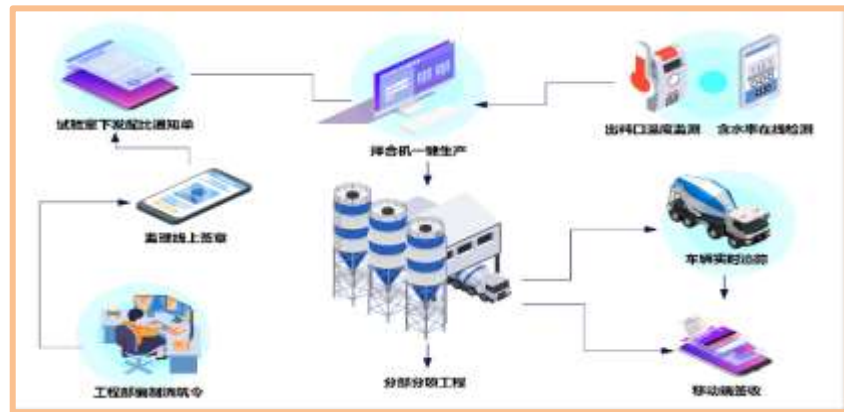 试验室下发配比通知单
拌合机一键生产
出料口温度监测
含水率在线检测
监理线上签章
车辆实时追踪
工程部编制浇筑令
分部分项工程
移动端签收